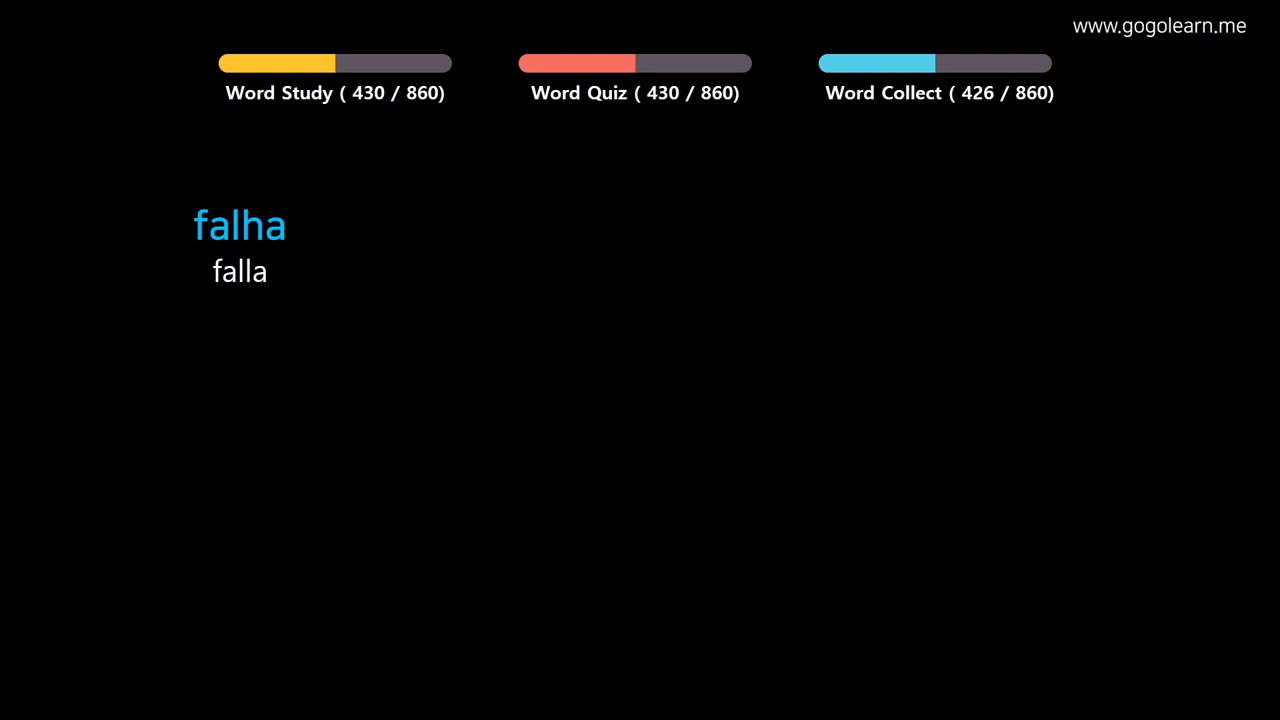 www.gogolearn.me
Word Study ( 430 / 860)
Word Quiz ( 430 / 860)
Word Collect ( 426 / 860)
falha
falla